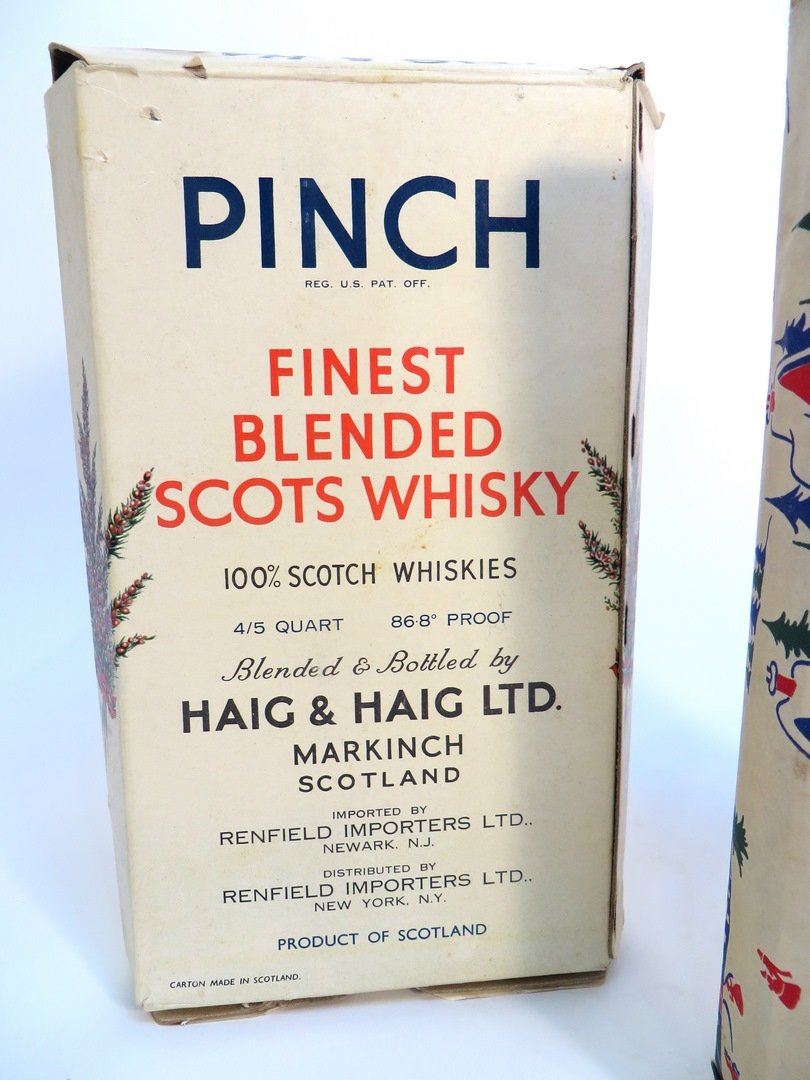 PINCH
REG. U.S. PAT. OFF.
FINEST
BLENDED
SCOTS WHISKY
100% SCOTCH WHISKIES
4/5 QUART 86·8° PROOF
Blended & Bottled by
HAIG & HAIG LTD.
MARKINCH
SCOTLAND
IMPORTED BY
RENFIELD IMPORTERS LTD..
NEWARK. N.J.
DISTRIBUTED BY
RENFIELD IMPORTERS LTD..
NEW YORK. N.Y.
PRODUCT OF SCOTLAND
CARTON MADE IN SCOTLAND.